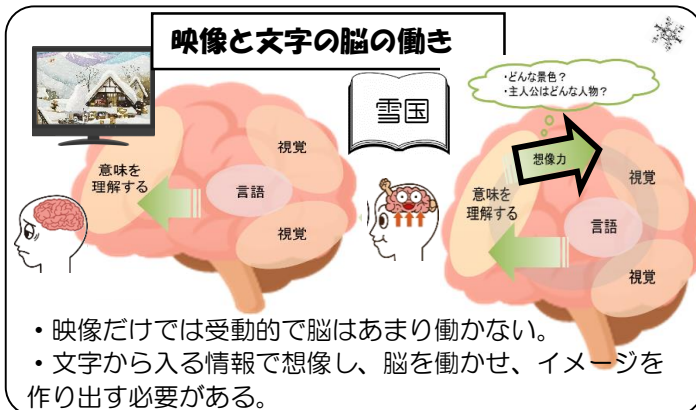 映像と文字の脳の働き
意味を
理解する
言語
視覚
視覚
雪国
・どんな景色？
・主人公はどんな人物？
想像力
意味を
理解する
視覚
言語
視覚
・映像だけでは受動的で脳はあまり働かない。
・文字から入る情報で想像し、脳を働かせ、イメージを
作り出す必要がある。